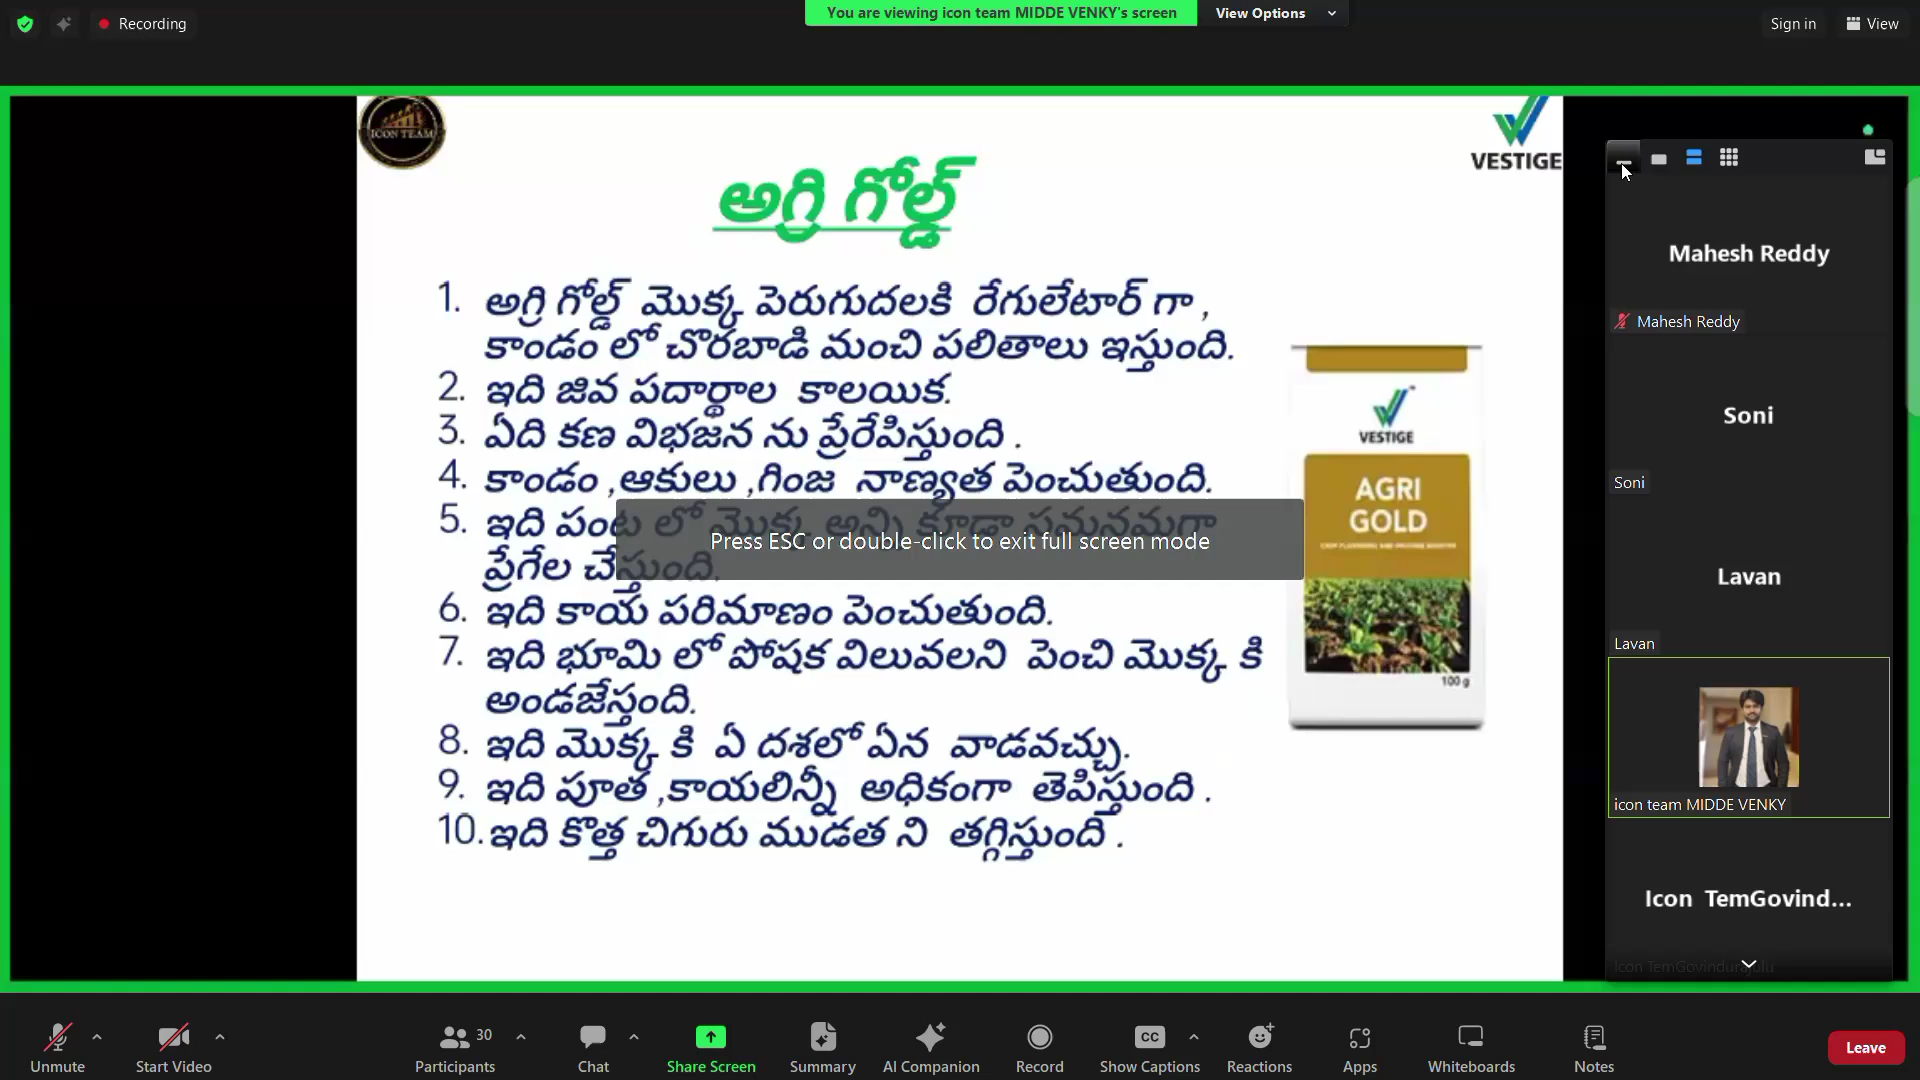 Recording
You are viewing icon team MIDDE VENKY's screen
View Options
Sign in
View
ICON TEAM
VESTIGE
అగ్రి గోల్డ్
1. అగ్రి గోల్డ్ మొక్క పెరుగుదలకి రేగులేటార్ గా ,
కాండం లో చొరబాడి మంచి పలితాలు ఇస్తుంది.
2. ఇది జీవ పదార్థాల కాలయిక.
3. ఏది కణ విభజన ను ప్రేరేపిస్తుంది .
4. కాండం ,ఆకులు ,గింజ నాణ్యత పెంచుతుంది.
5. ఇది పంట లో మొక్క అన్ని కూడా సమనమగా
ప్రేగేల చేస్తుంది.
6. ఇది కాయ పరిమాణం పెంచుతుంది.
7. ఇది భూమి లో పోషక విలువలని పెంచి మొక్క కి
అండజేస్తంది.
8. ఇది మొక్క కి ఏ దశలో ఏన వాడవచ్చు.
9. ఇది పూత ,కాయలిన్నీ అధికంగా తెపిస్తుంది .
10. ఇది కొత్త చిగురు ముడత ని తగ్గిస్తుంది .
Press ESC or double-click to exit full screen mode
VESTIGE
AGRI
GOLD
100 g
Mahesh Reddy
Mahesh Reddy
Soni
Soni
Lavan
Lavan
icon team MIDDE VENKY
Icon TemGovind...
Icon TemGovindurajulu
Unmute
Start Video
Participants
30
Chat
Share Screen
Summary
AI Companion
Record
CC
Show Captions
Reactions
Apps
Whiteboards
Notes
Leave